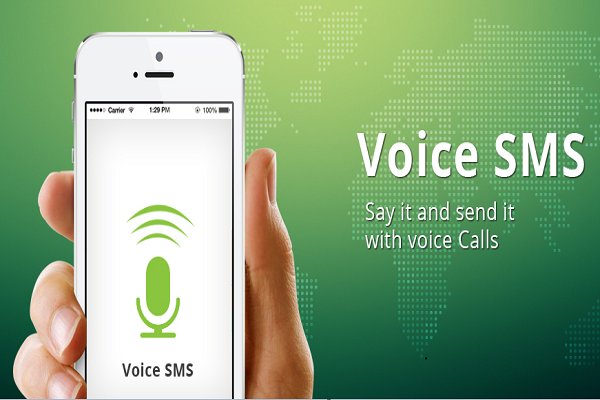 Carrier 1:29 PM 100%
Voice SMS
Say it and send it
with voice Calls
Voice SMS